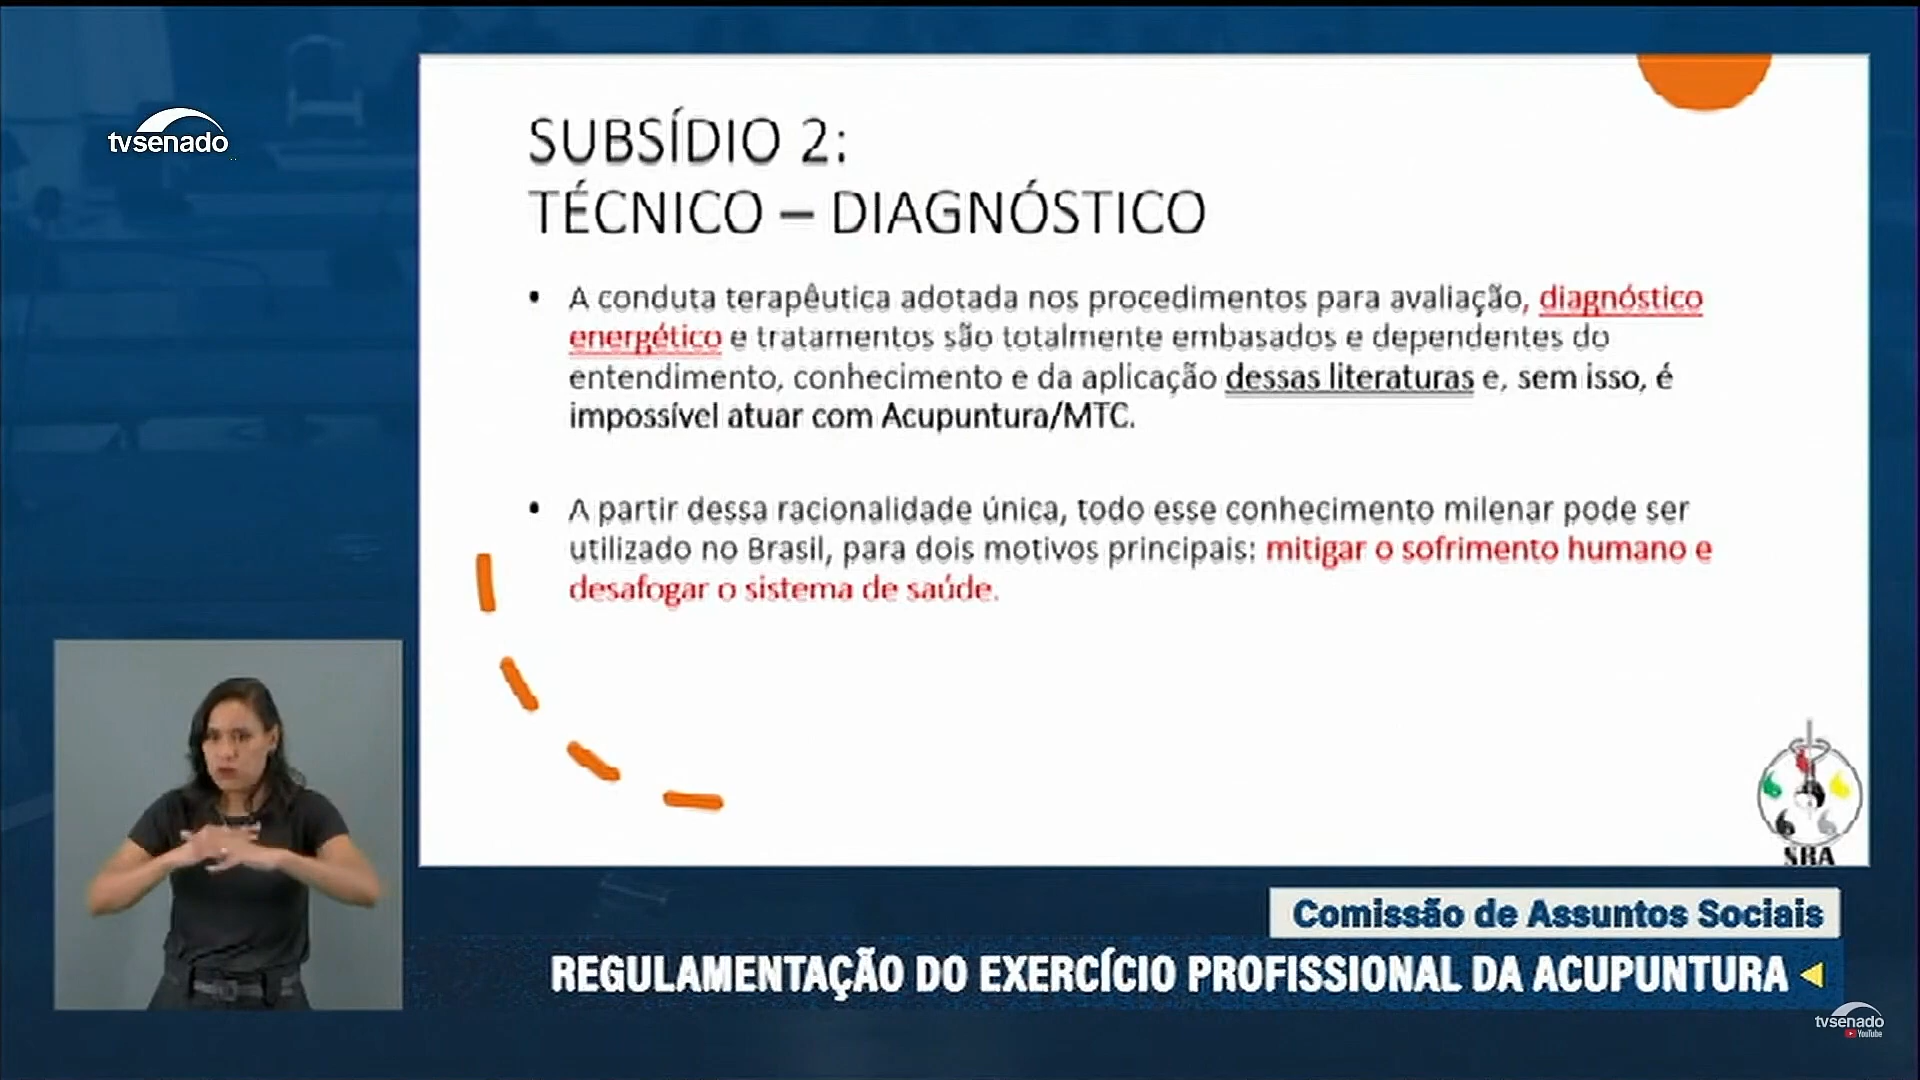 tvsenado
SUBSÍDIO 2:
TÉCNICO – DIAGNÓSTICO
• A conduta terapêutica adotada nos procedimentos para avaliação, diagnóstico
energético e tratamentos são totalmente embasados e dependentes do
entendimento, conhecimento e da aplicação dessas literaturas e, sem isso, é
impossível atuar com Acupuntura/MTC.
• A partir dessa racionalidade única, todo esse conhecimento milenar pode ser
utilizado no Brasil, para dois motivos principais: mitigar o sofrimento humano e
desafogar o sistema de saúde.
SBA
Comissão de Assuntos Sociais
REGULAMENTAÇÃO DO EXERCÍCIO PROFISSIONAL DA ACUPUNTURA
tvsenado
YouTube